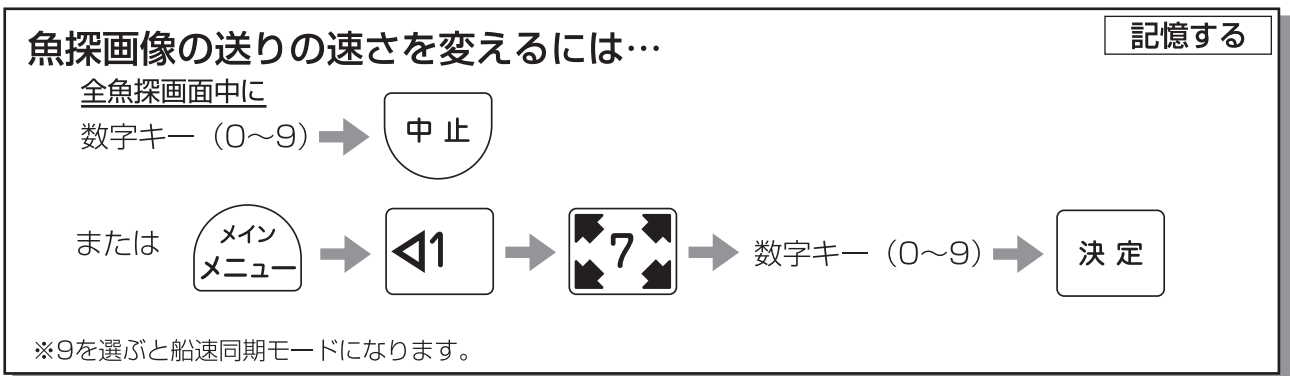 魚探画像の送りの速さを変えるには…
記憶する
全魚探画面中に
数字キー（0～9） 中 止
または メイン メニュー 1 7 数字キー（0～9） 決 定
※9を選ぶと船速同期モードになります。